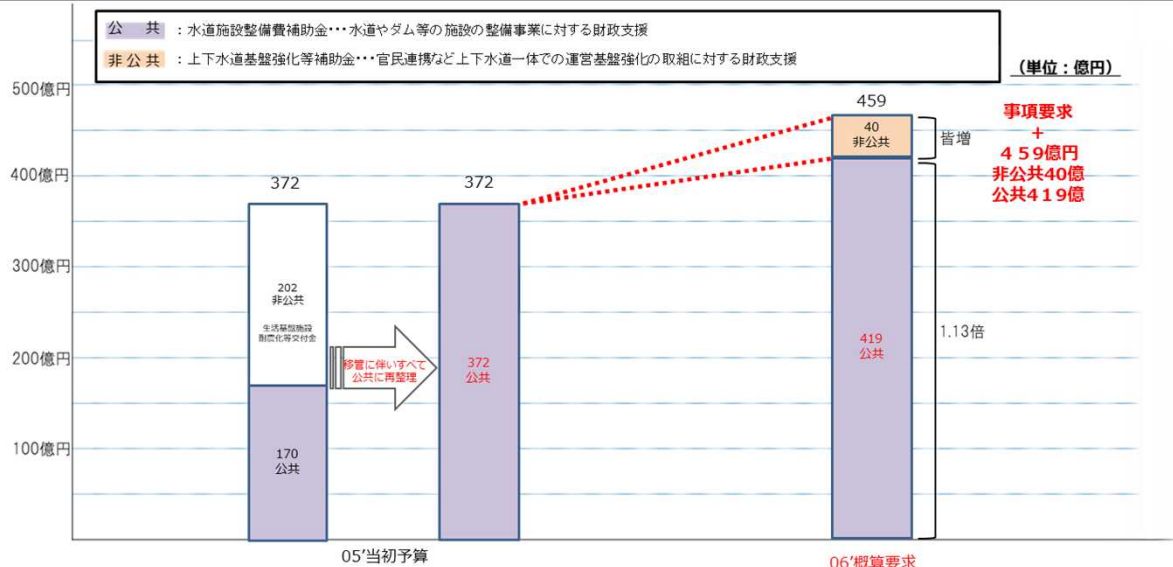 公　共　：水道施設整備費補助金･･･水道やダム等の施設の整備事業に対する財政支援
非公共　：上下水道基盤強化等補助金･･･官民連携など上下水道一体での運営基盤強化の取組に対する財政支援
（単位：億円）
500億円
400億円
300億円
200億円
100億円
372
202
非公共
生活基盤施設
耐震化等交付金
170
公共
移管に伴いすべて
公共に再整理
372
372
公共
459
40
非公共
419
公共
皆増
1.13倍
事項要求
+
４５９億円
非公共40億
公共419億
05’当初予算
06’概算要求